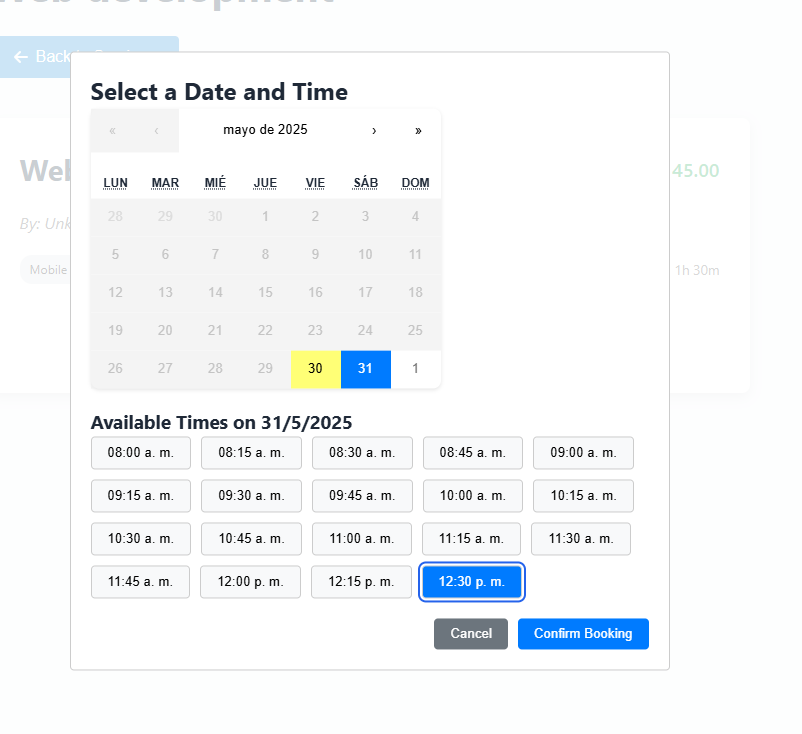 Web development
← Back
Select a Date and Time
« ‹ mayo de 2025 › »
LUN MAR MIÉ JUE VIE SÁB DOM
28 29 30 1 2 3 4
5 6 7 8 9 10 11
12 13 14 15 16 17 18
19 20 21 22 23 24 25
26 27 28 29 30 31 1
Available Times on 31/5/2025
08:00 a. m. 08:15 a. m. 08:30 a. m. 08:45 a. m. 09:00 a. m.
09:15 a. m. 09:30 a. m. 09:45 a. m. 10:00 a. m. 10:15 a. m.
10:30 a. m. 10:45 a. m. 11:00 a. m. 11:15 a. m. 11:30 a. m.
11:45 a. m. 12:00 p. m. 12:15 p. m. 12:30 p. m.
Cancel Confirm Booking
45.00
By:
Mobile
1h 30m